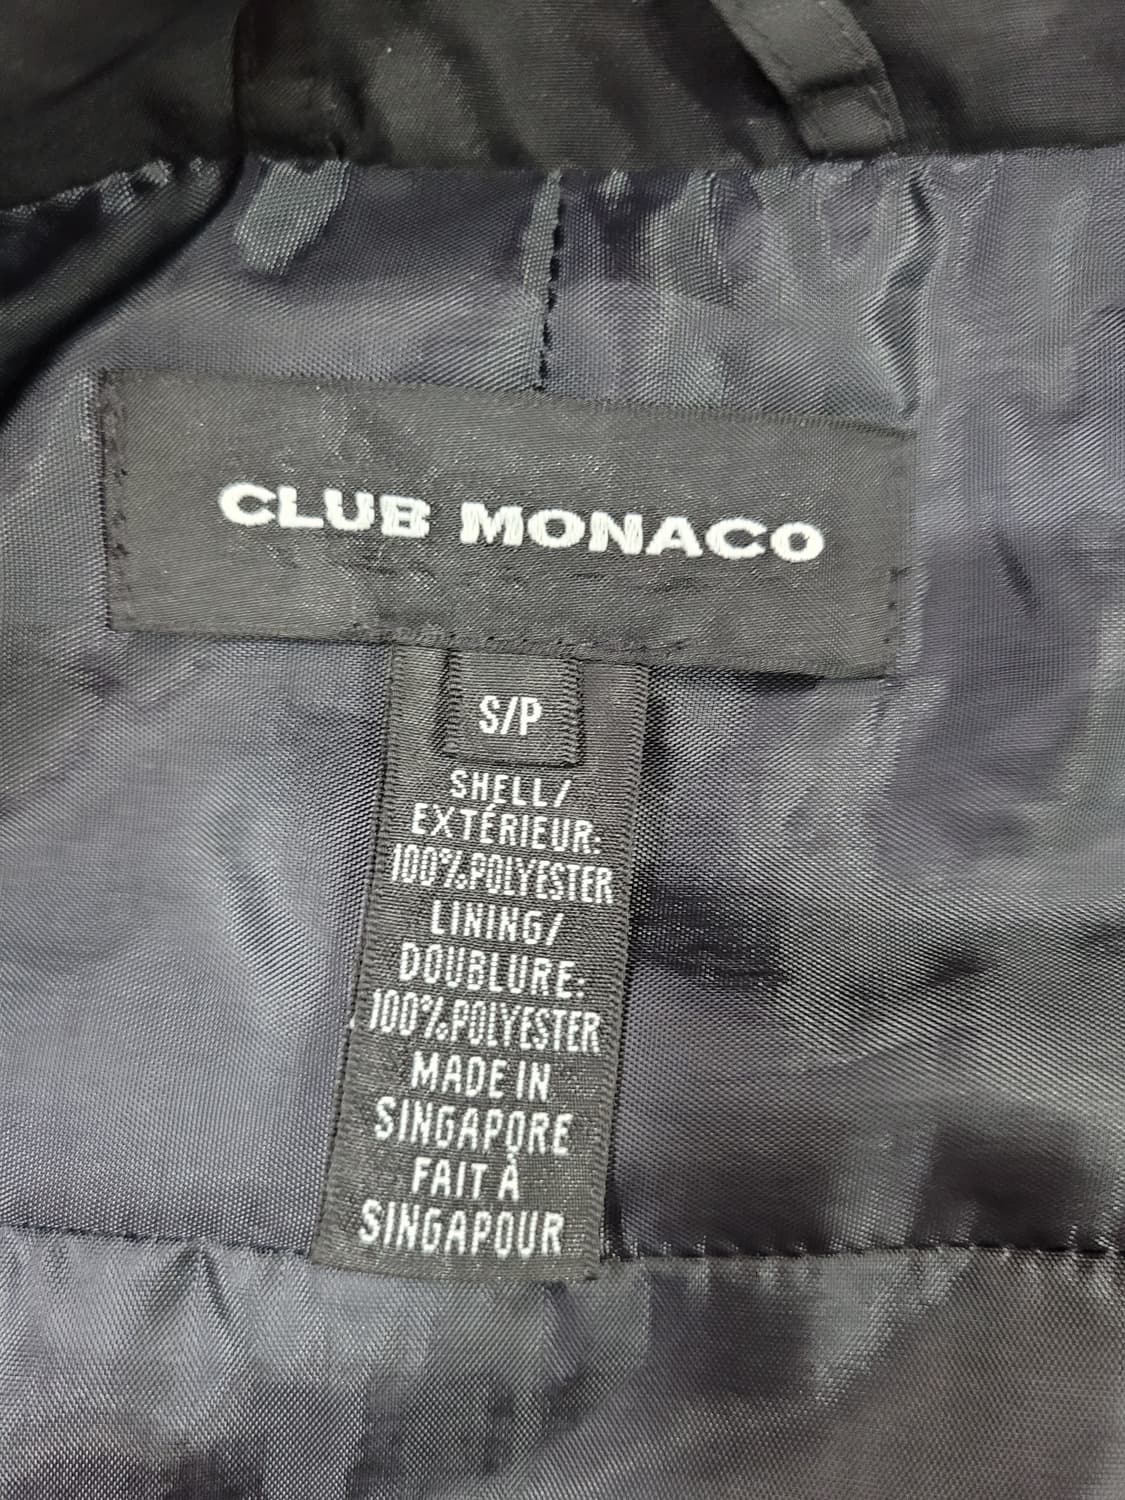 CLUB MONACO
S/P
SHELL/
EXTÉRIEUR:
100%POLYESTER
LINING/
DOUBLURE:
100%POLYESTER
MADE IN
SINGAPORE
FAIT À
SINGAPOUR